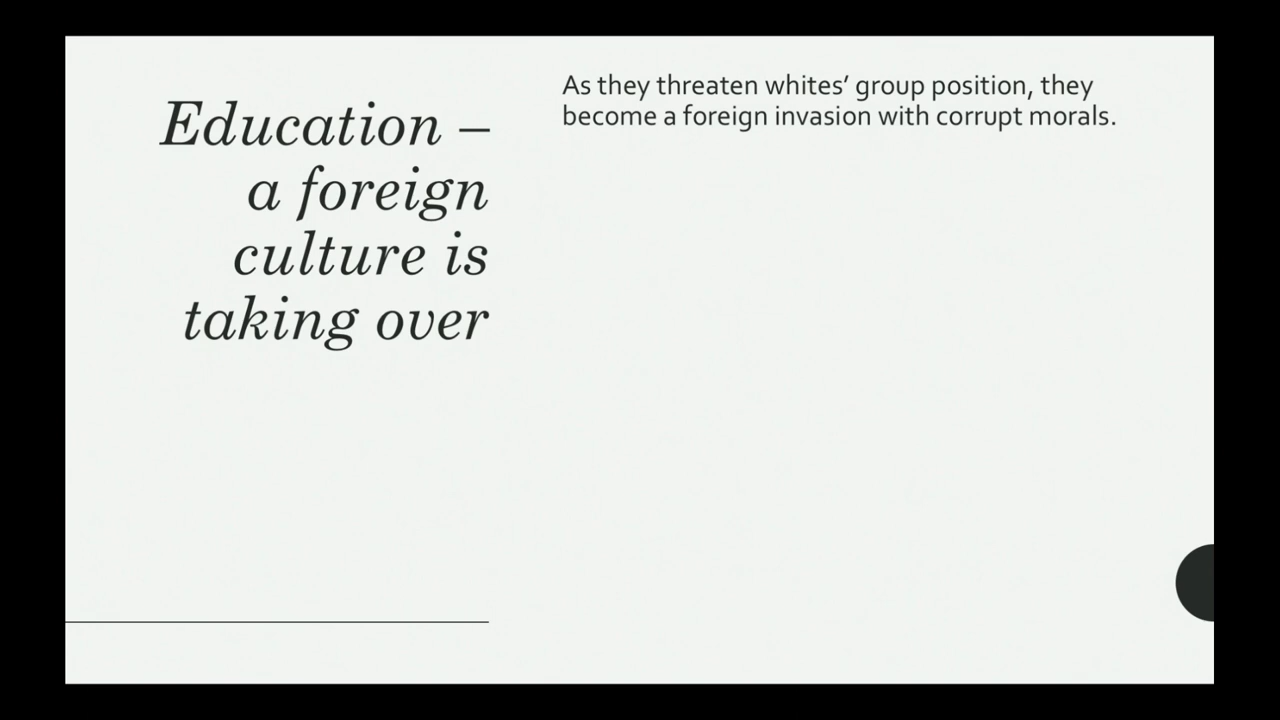 Education –
a foreign
culture is
taking over
As they threaten whites’ group position, they
become a foreign invasion with corrupt morals.